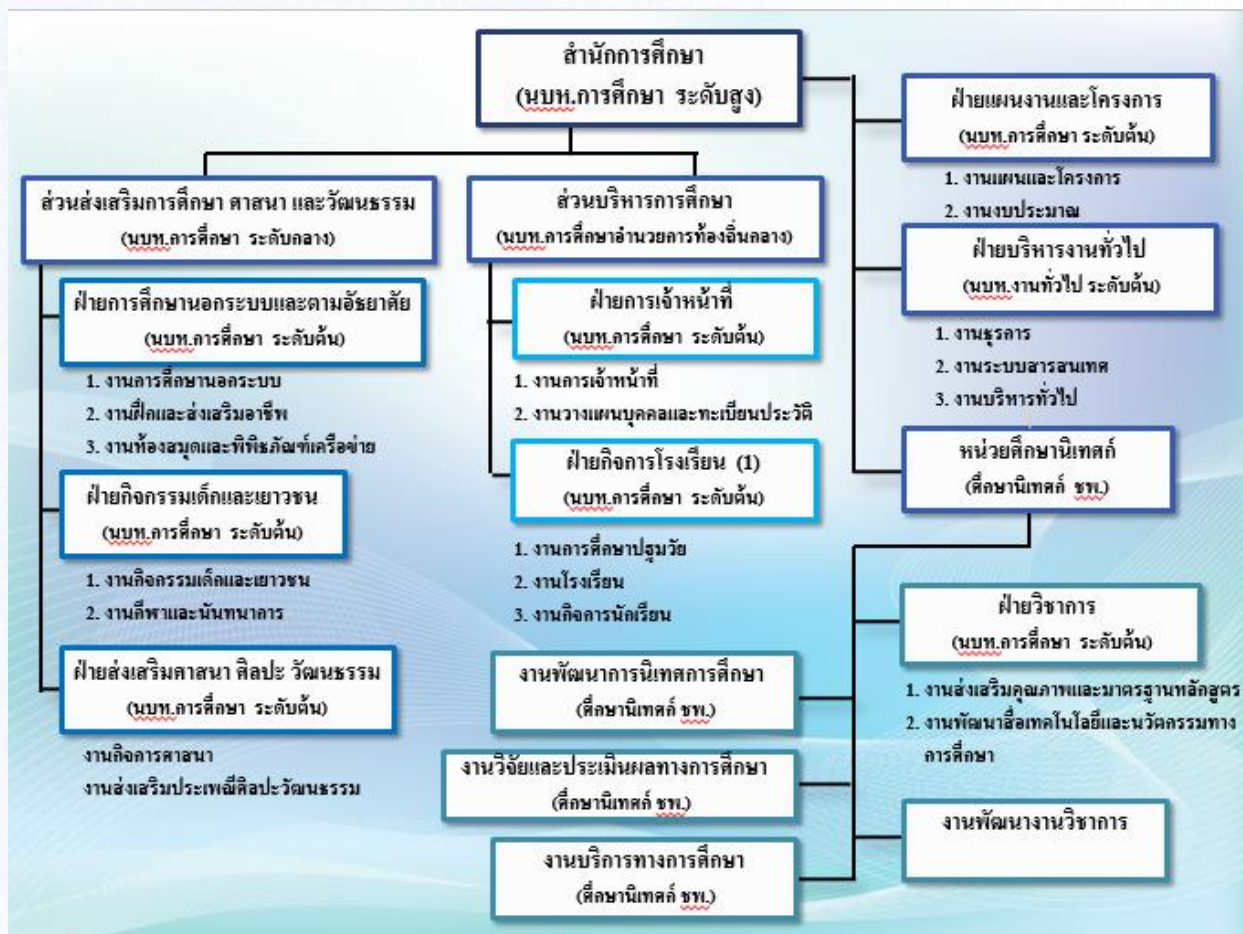 สำนักการศึกษา
(นบห.การศึกษา ระดับสูง)
ฝ่ายแผนงานและโครงการ
(นบห.การศึกษา ระดับต้น)
1. งานแผนและโครงการ
2. งานงบประมาณ
ส่วนส่งเสริมการศึกษา ศาสนา และวัฒนธรรม
(นบห.การศึกษา ระดับกลาง)
ส่วนบริหารการศึกษา
(นบห.การศึกษาอำนวยการท้องถิ่นกลาง)
ฝ่ายบริหารงานทั่วไป
(นบห.งานทั่วไป ระดับต้น)
1. งานธุรการ
2. งานระบบสารสนเทศ
3. งานบริหารทั่วไป
ฝ่ายการศึกษานอกระบบและตามอัธยาศัย
(นบห.การศึกษา ระดับต้น)
1. งานการศึกษานอกระบบ
2. งานฝึกและส่งเสริมอาชีพ
3. งานห้องสมุดและพิพิธภัณฑ์เครือข่าย
ฝ่ายการเจ้าหน้าที่
(นบห.การศึกษา ระดับต้น)
1. งานการเจ้าหน้าที่
2. งานวางแผนบุคคลและทะเบียนประวัติ
หน่วยศึกษานิเทศก์
(ศึกษานิเทศก์ ชพ.)
ฝ่ายกิจกรรมเด็กและเยาวชน
(นบห.การศึกษา ระดับต้น)
1. งานกิจกรรมเด็กและเยาวชน
2. งานกีฬาและนันทนาการ
ฝ่ายกิจการโรงเรียน (1)
(นบห.การศึกษา ระดับต้น)
1. งานการศึกษาปฐมวัย
2. งานโรงเรียน
3. งานกิจการนักเรียน
ฝ่ายวิชาการ
(นบห.การศึกษา ระดับต้น)
1. งานส่งเสริมคุณภาพและมาตรฐานหลักสูตร
2. งานพัฒนาสื่อเทคโนโลยีและนวัตกรรมทาง
การศึกษา
ฝ่ายส่งเสริมศาสนา ศิลปะ วัฒนธรรม
(นบห.การศึกษา ระดับต้น)
งานกิจการศาสนา
งานส่งเสริมประเพณีศิลปะวัฒนธรรม
งานพัฒนาการนิเทศการศึกษา
(ศึกษานิเทศก์ ชพ.)
งานวิจัยและประเมินผลทางการศึกษา
(ศึกษานิเทศก์ ชพ.)
งานบริการทางการศึกษา
(ศึกษานิเทศก์ ชพ.)
งานพัฒนางานวิชาการ